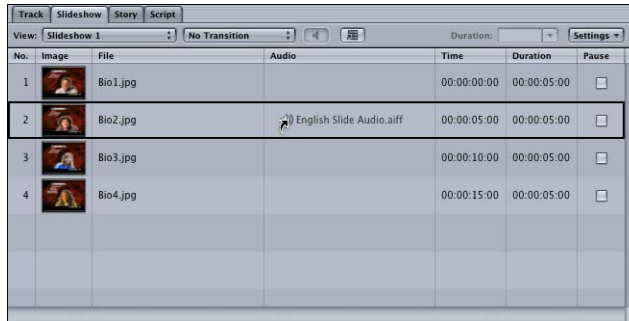 Track Slideshow Story Script
View: Slideshow 1 No Transition Duration: Settings
No. Image File Audio Time Duration Pause
1 Bio1.jpg 00:00:00:00 00:00:05:00
2 Bio2.jpg English Slide Audio.aiff 00:00:05:00 00:00:05:00
3 Bio3.jpg 00:00:10:00 00:00:05:00
4 Bio4.jpg 00:00:15:00 00:00:05:00